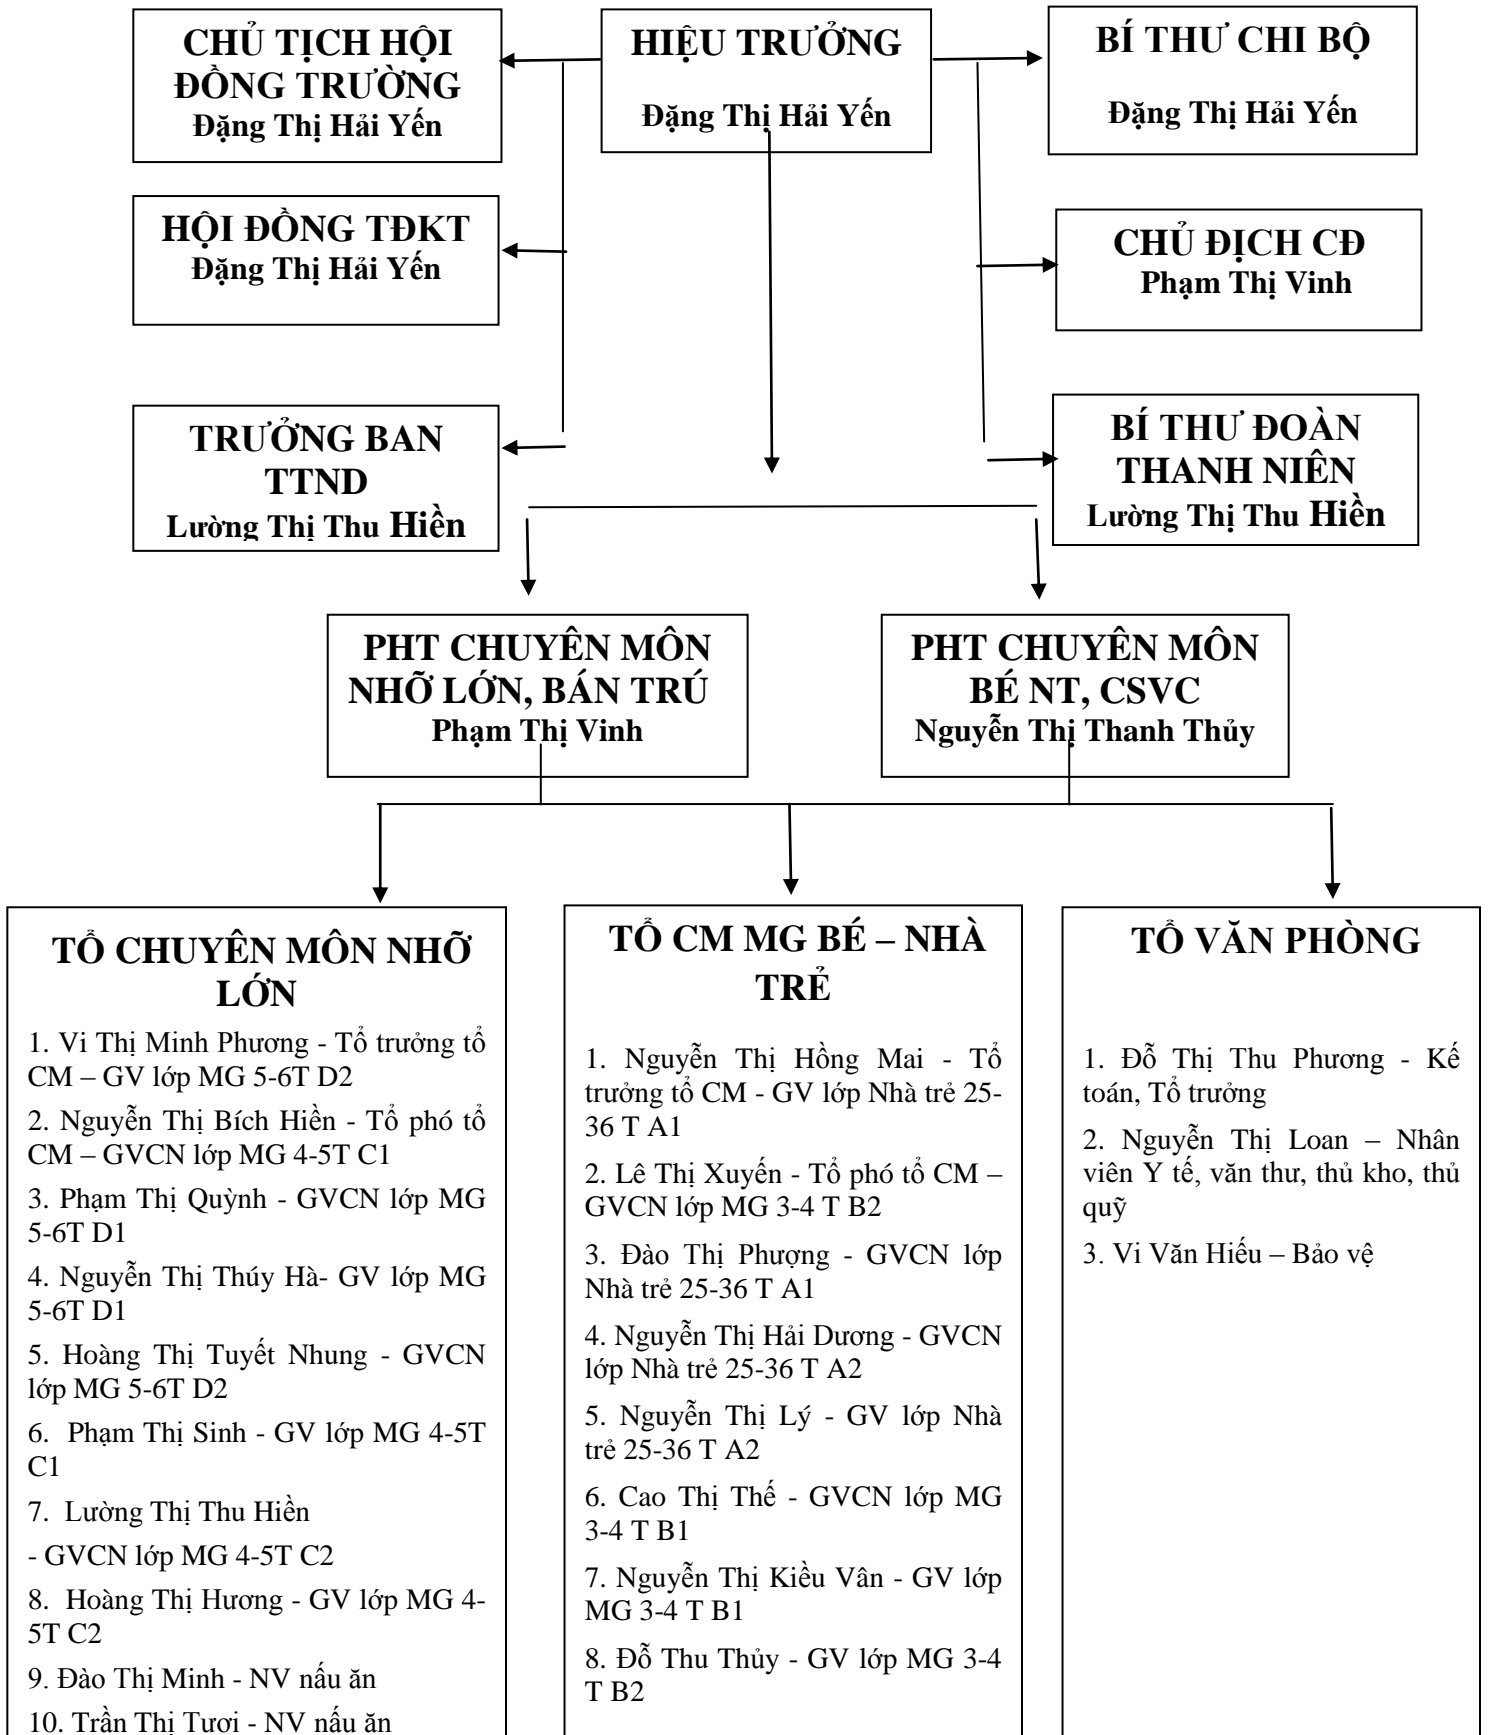 CHỦ TỊCH HỘI
ĐỒNG TRƯỜNG
Đặng Thị Hải Yến
HIỆU TRƯỞNG
Đặng Thị Hải Yến
BÍ THƯ CHI BỘ
Đặng Thị Hải Yến
HỘI ĐỒNG TĐKT
Đặng Thị Hải Yến
CHỦ ĐỊCH CĐ
Phạm Thị Vinh
TRƯỞNG BAN
TTND
Lường Thị Thu Hiền
BÍ THƯ ĐOÀN
THANH NIÊN
Lường Thị Thu Hiền
PHT CHUYÊN MÔN
NHỠ LỚN, BÁN TRÚ
Phạm Thị Vinh
PHT CHUYÊN MÔN
BÉ NT, CSVC
Nguyễn Thị Thanh Thủy
TỔ CHUYÊN MÔN NHỠ
LỚN
1. Vi Thị Minh Phương - Tổ trưởng tổ
CM – GV lớp MG 5-6T D2
2. Nguyễn Thị Bích Hiền - Tổ phó tổ
CM – GVCN lớp MG 4-5T C1
3. Phạm Thị Quỳnh - GVCN lớp MG
5-6T D1
4. Nguyễn Thị Thúy Hà- GV lớp MG
5-6T D1
5. Hoàng Thị Tuyết Nhung - GVCN
lớp MG 5-6T D2
6. Phạm Thị Sinh - GV lớp MG 4-5T
C1
7. Lường Thị Thu Hiền
- GVCN lớp MG 4-5T C2
8. Hoàng Thị Hương - GV lớp MG 4-
5T C2
9. Đào Thị Minh - NV nấu ăn
10. Trần Thị Tươi - NV nấu ăn
TỔ CM MG BÉ – NHÀ
TRẺ
1. Nguyễn Thị Hồng Mai - Tổ
trưởng tổ CM - GV lớp Nhà trẻ 25-
36 T A1
2. Lê Thị Xuyến - Tổ phó tổ CM –
GVCN lớp MG 3-4 T B2
3. Đào Thị Phượng - GVCN lớp
Nhà trẻ 25-36 T A1
4. Nguyễn Thị Hải Dương - GVCN
lớp Nhà trẻ 25-36 T A2
5. Nguyễn Thị Lý - GV lớp Nhà
trẻ 25-36 T A2
6. Cao Thị Thế - GVCN lớp MG
3-4 T B1
7. Nguyễn Thị Kiều Vân - GV lớp
MG 3-4 T B1
8. Đỗ Thu Thủy - GV lớp MG 3-4
T B2
TỔ VĂN PHÒNG
1. Đỗ Thị Thu Phương - Kế
toán, Tổ trưởng
2. Nguyễn Thị Loan – Nhân
viên Y tế, văn thư, thủ kho, thủ
quỹ
3. Vi Văn Hiếu – Bảo vệ